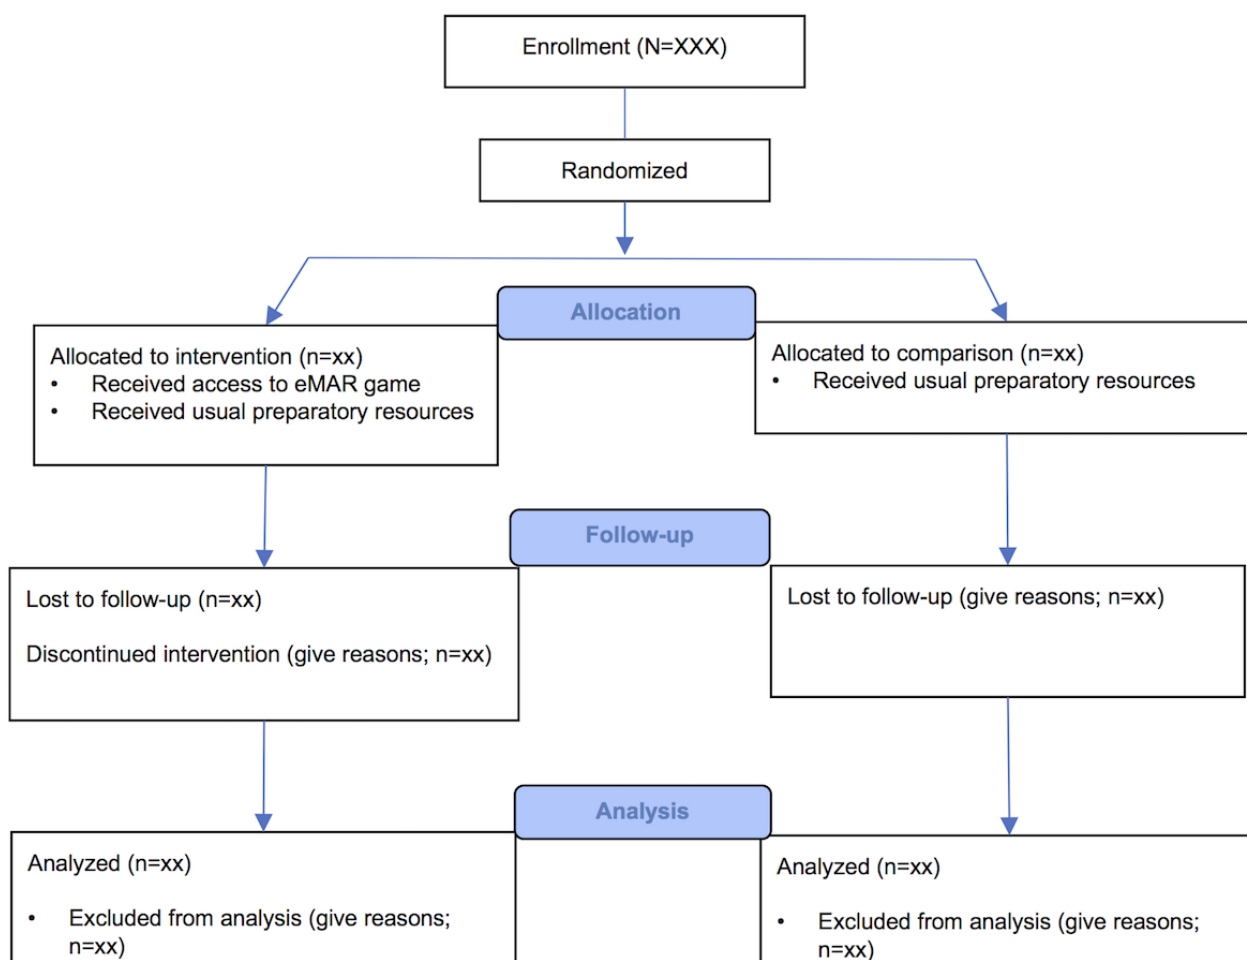 Enrollment (N=XXX)
Randomized
Allocation
Allocated to intervention (n=xx)
• Received access to eMAR game
• Received usual preparatory resources
Allocated to comparison (n=xx)
• Received usual preparatory resources
Follow-up
Lost to follow-up (n=xx)
Discontinued intervention (give reasons; n=xx)
Lost to follow-up (give reasons; n=xx)
Analysis
Analyzed (n=xx)
• Excluded from analysis (give reasons;
n=xx)
Analyzed (n=xx)
• Excluded from analysis (give reasons;
n=xx)